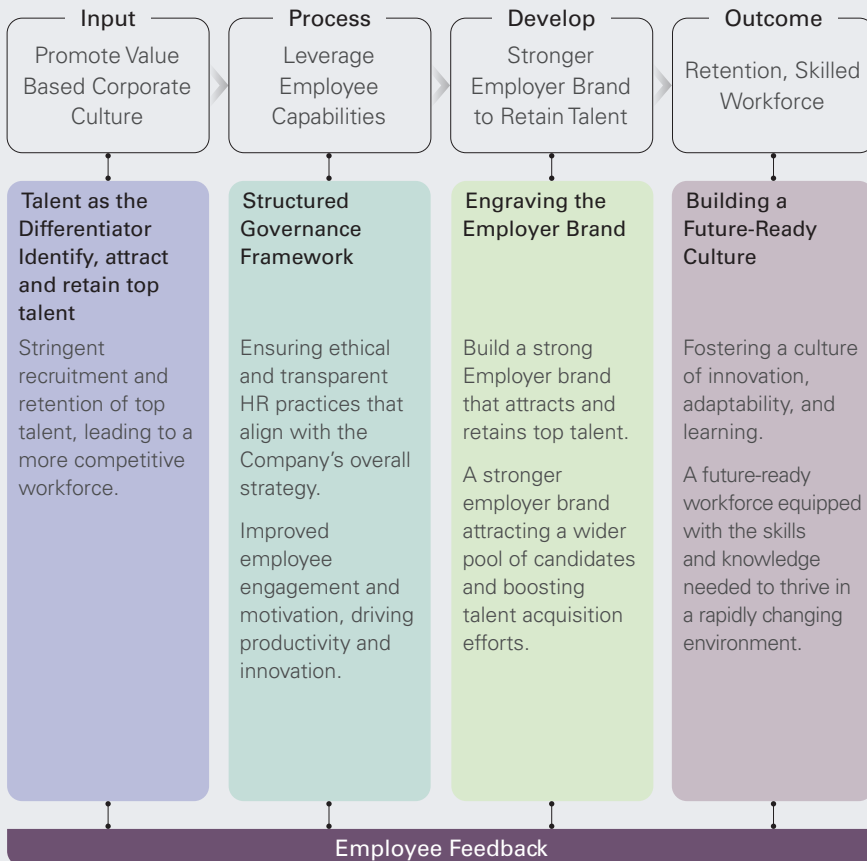 Input
Promote Value
Based Corporate
Culture
Process
Leverage
Employee
Capabilities
Develop
Stronger
Employer Brand
to Retain Talent
Outcome
Retention, Skilled
Workforce
Talent as the
Differentiator
Identify, attract
and retain top
talent
Stringent
recruitment and
retention of top
talent, leading to a
more competitive
workforce.
Structured
Governance
Framework
Ensuring ethical
and transparent
HR practices that
align with the
Company’s overall
strategy.
Improved
employee
engagement and
motivation, driving
productivity and
innovation.
Engraving the
Employer Brand
Build a strong
Employer brand
that attracts and
retains top talent.
A stronger
employer brand
attracting a wider
pool of candidates
and boosting
talent acquisition
efforts.
Building a
Future-Ready
Culture
Fostering a culture
of innovation,
adaptability, and
learning.
A future-ready
workforce equipped
with the skills
and knowledge
needed to thrive in
a rapidly changing
environment.
Employee Feedback